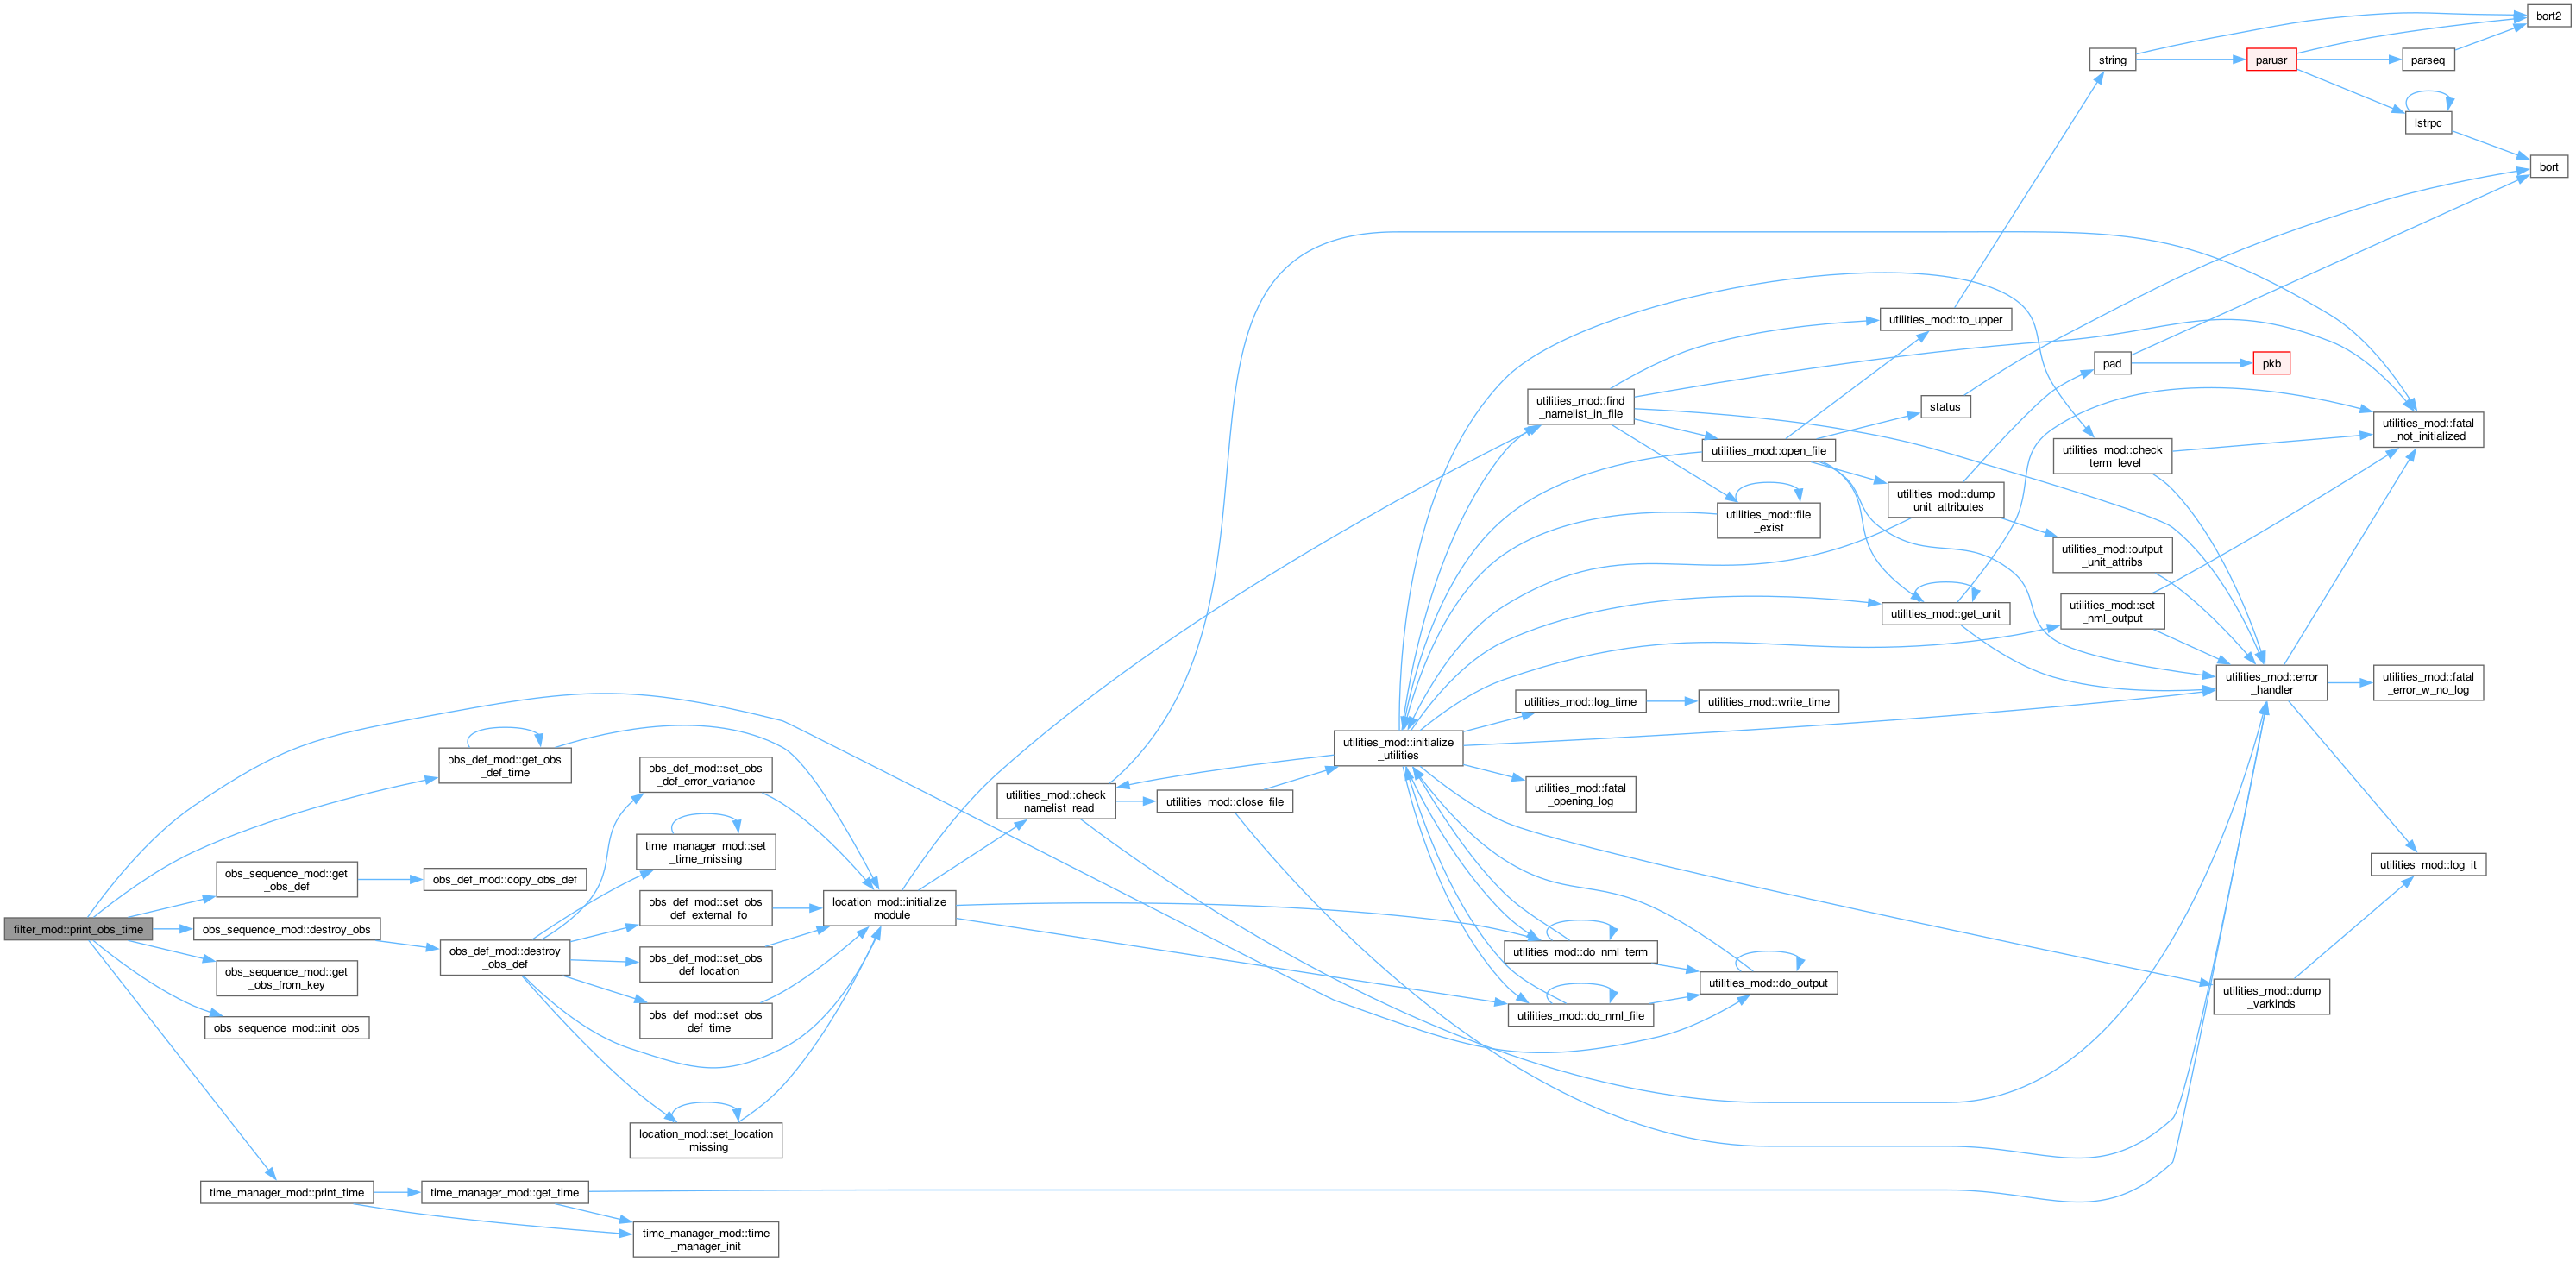 bort2
string
parusr
parseq
lstrpc
bort
utilities_mod::to_upper
pad
pkb
utilities_mod::find
_namelist_in_file
status
utilities_mod::fatal
_not_initialized
utilities_mod::open_file
utilities_mod::check
_term_level
utilities_mod::dump
_unit_attributes
utilities_mod::file
_exist
utilities_mod::output
_unit_attribs
utilities_mod::get_unit
utilities_mod::set
_nml_output
utilities_mod::error
_handler
utilities_mod::fatal
_error_w_no_log
utilities_mod::log_time
utilities_mod::write_time
utilities_mod::initialize
_utilities
obs_def_mod::get_obs
_def_time
obs_def_mod::set_obs
_def_error_variance
utilities_mod::check
_namelist_read
utilities_mod::close_file
utilities_mod::fatal
_opening_log
time_manager_mod::set
_time_missing
utilities_mod::log_it
obs_sequence_mod::get
_obs_def
obs_def_mod::copy_obs_def
obs_def_mod::set_obs
_def_external_fo
location_mod::initialize
_module
filter_mod::print_obs_time
obs_sequence_mod::destroy_obs
obs_def_mod::destroy
_obs_def
obs_def_mod::set_obs
_def_location
utilities_mod::do_nml_term
utilities_mod::do_output
obs_sequence_mod::get
_obs_from_key
utilities_mod::dump
_varkinds
obs_sequence_mod::init_obs
obs_def_mod::set_obs
_def_time
utilities_mod::do_nml_file
location_mod::set_location
_missing
time_manager_mod::print_time
time_manager_mod::get_time
time_manager_mod::time
_manager_init